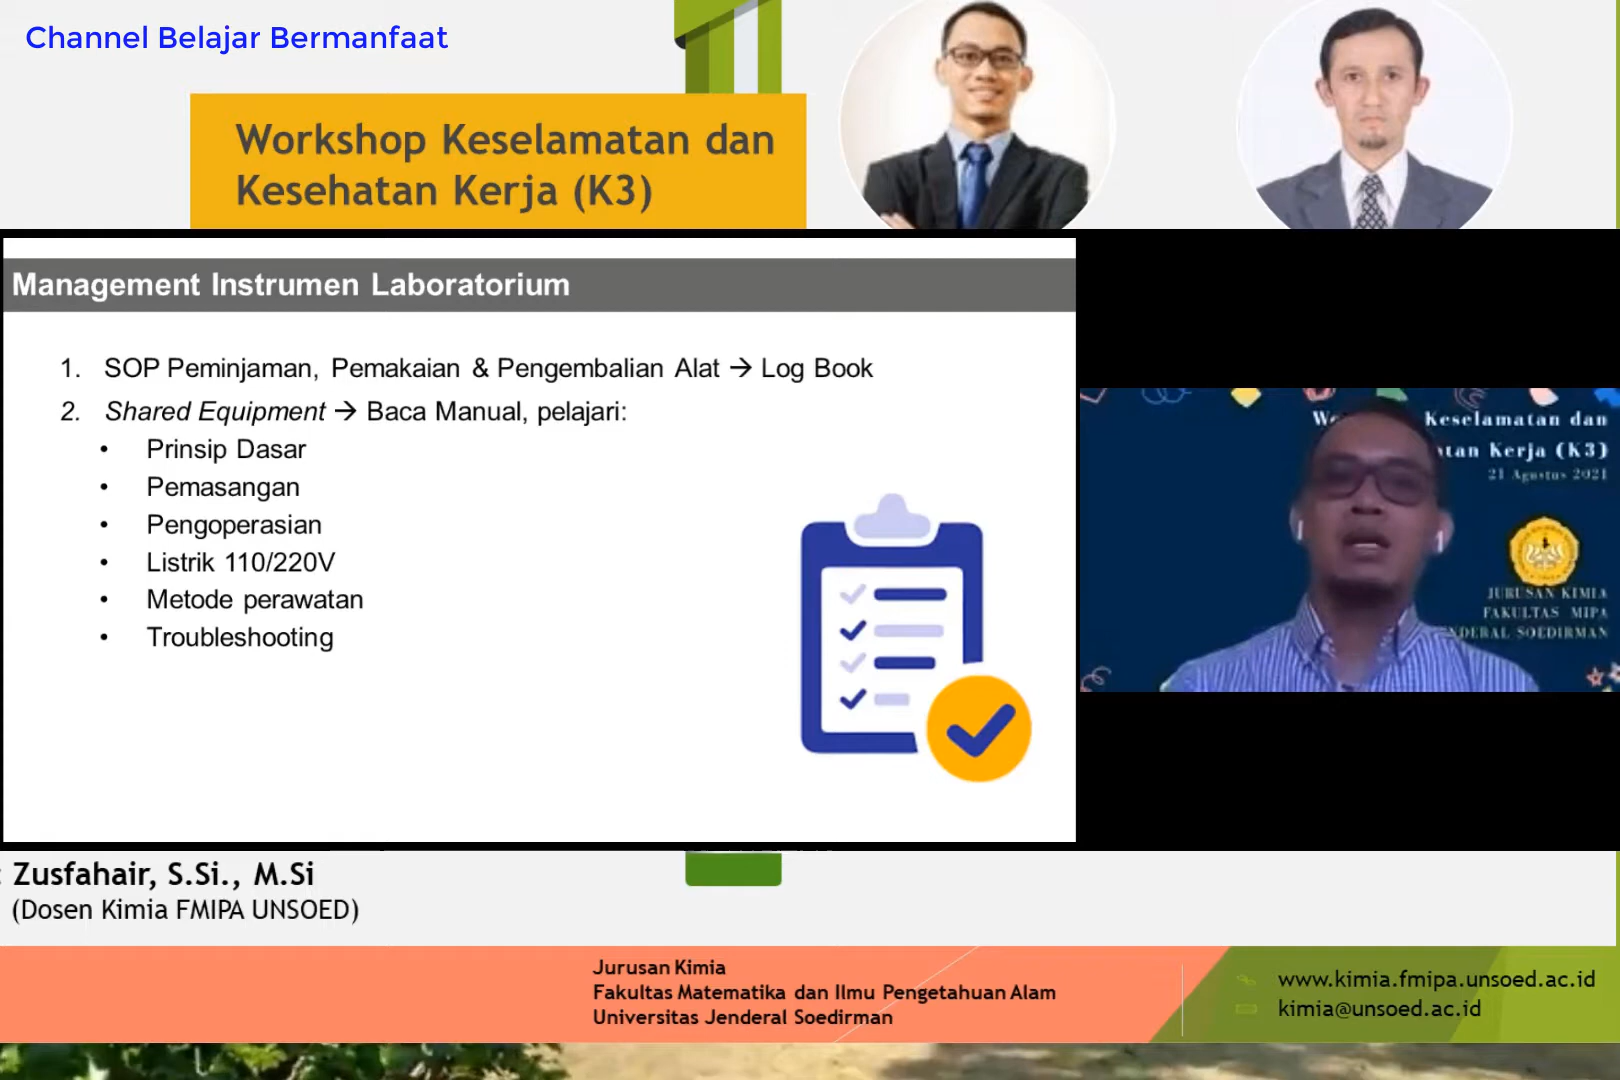 Channel Belajar Bermanfaat
Workshop Keselamatan dan
Kesehatan Kerja (K3)
Management Instrumen Laboratorium
1. SOP Peminjaman, Pemakaian & Pengembalian Alat → Log Book
2. Shared Equipment → Baca Manual, pelajari:
• Prinsip Dasar
• Pemasangan
• Pengoperasian
• Listrik 110/220V
• Metode perawatan
• Troubleshooting
Keselamatan dan
Kerja (K3)
21 Agustus 2021
JURUSAN KIMIA
FAKULTAS MIPA
SOEDIRMAN
: Zusfahair, S.Si., M.Si
(Dosen Kimia FMIPA UNSOED)
Jurusan Kimia
Fakultas Matematika dan Ilmu Pengetahuan Alam
Universitas Jenderal Soedirman
www.kimia.fmipa.unsoed.ac.id
kimia@unsoed.ac.id